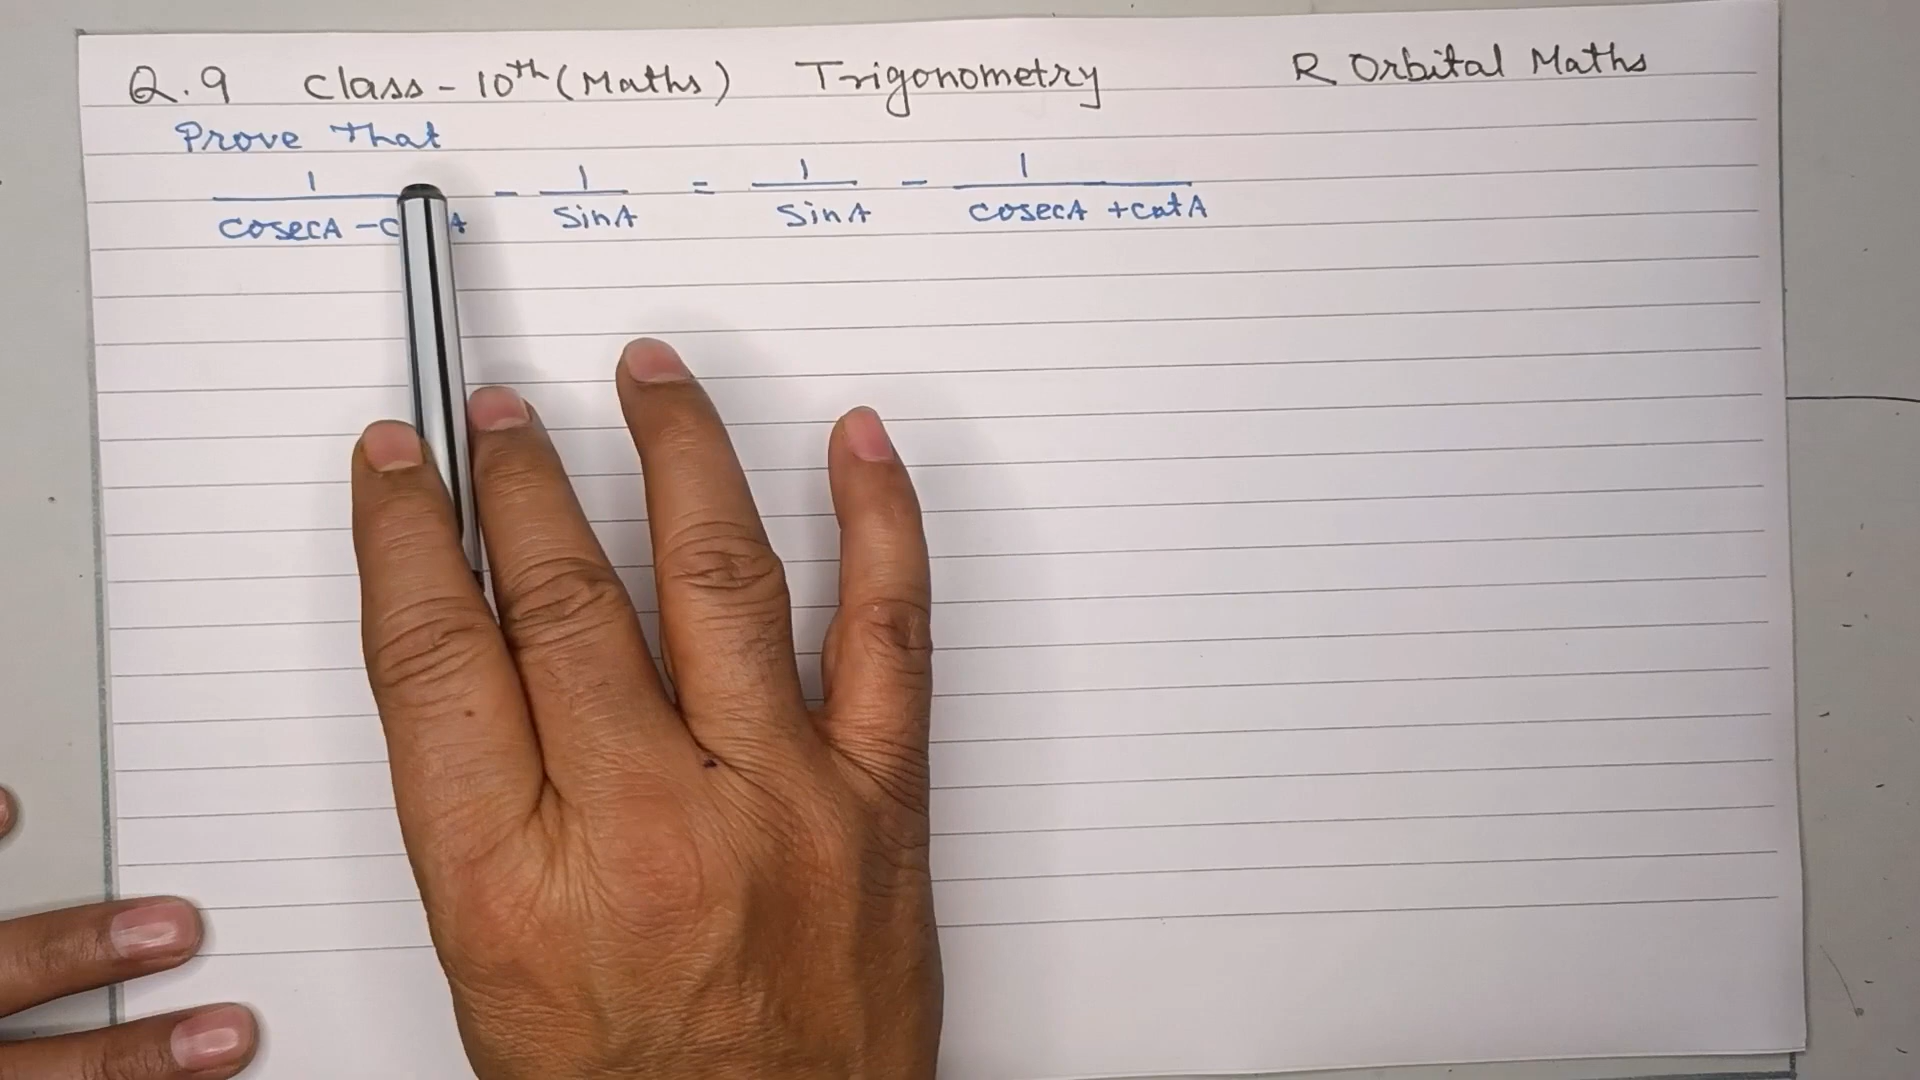 Q.9 Class-10th (Maths) Trigonometry R Orbital Maths
Prove that
1/(cosecA - c A) - 1/SinA = 1/SinA - 1/(cosecA + cotA)